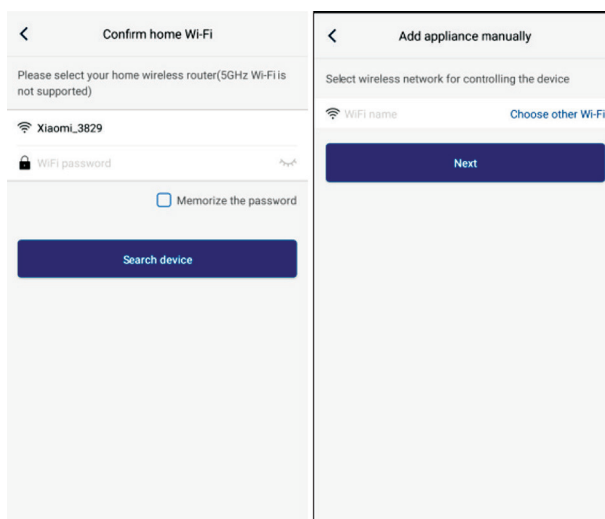 Confirm home Wi-Fi
Please select your home wireless router(5GHz Wi-Fi is
not supported)
Xiaomi_3829
WiFi password
Memorize the password
Search device
Add appliance manually
Select wireless network for controlling the device
WiFi name
Choose other Wi-Fi
Next